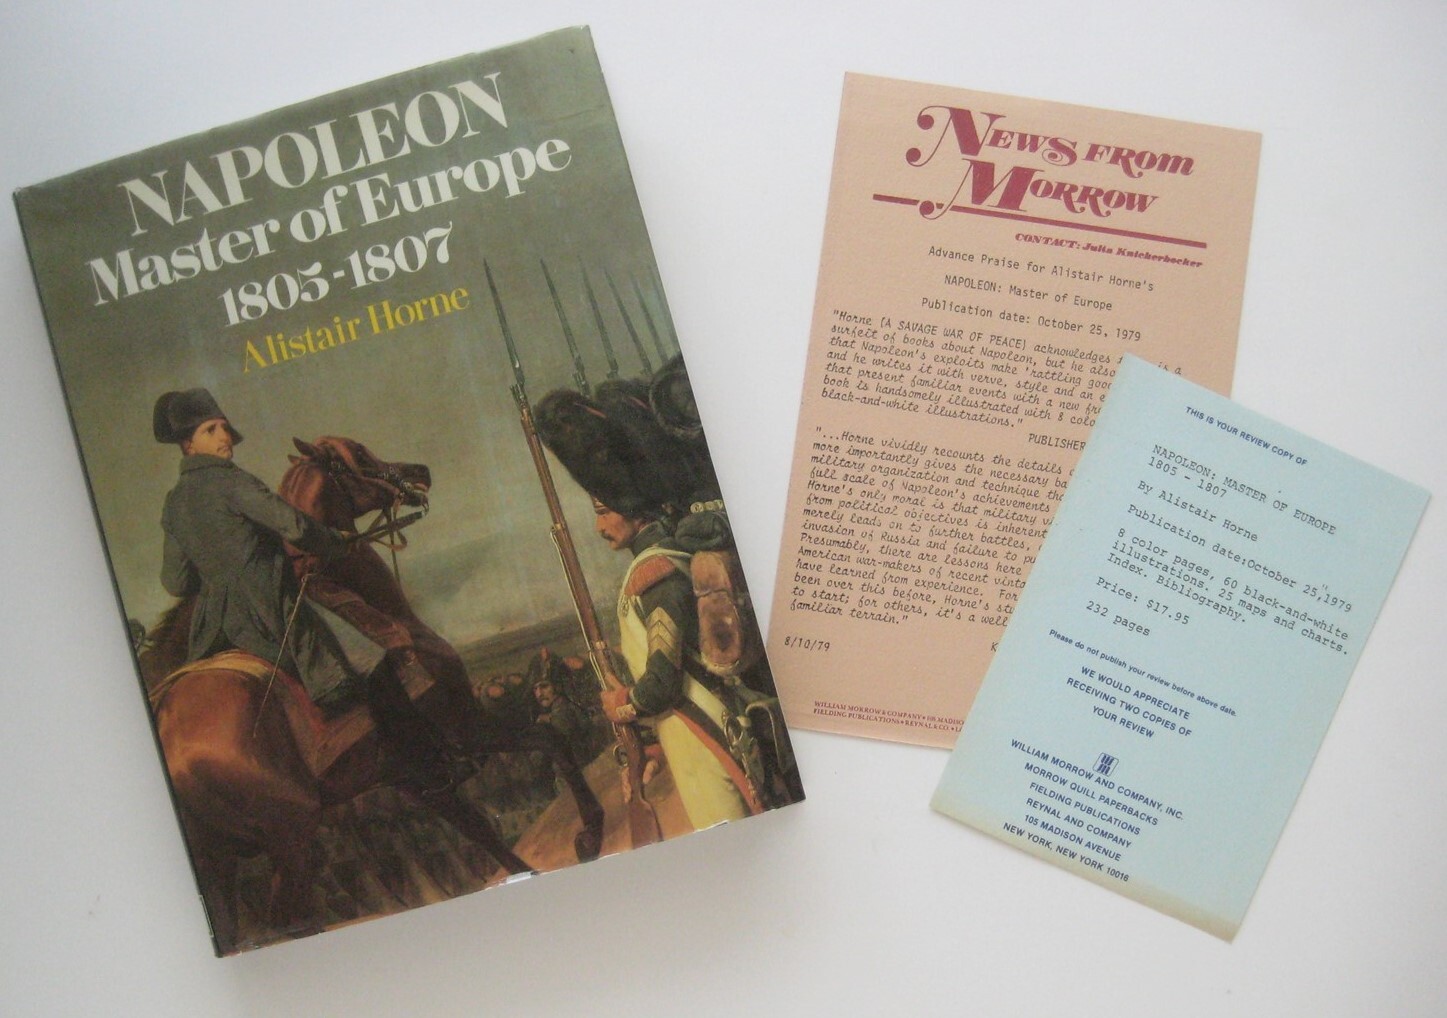 NAPOLEON
Master of Europe
1805-1807
Alistair Horne
NEWS FROM
MORROW
CONTACT: Julia Knickerbocker
Advance Praise for Alistair Horne's
NAPOLEON: Master of Europe
Publication date: October 25, 1979
"Horne (A SAVAGE WAR OF PEACE) acknowledges
surfeit of books about Napoleon, but he also is a
that Napoleon's exploits make 'rattling
and he writes it with verve, style and an
that present familiar events with a new
book is handsomely illustrated with 8
black-and-white illustrations."
PUBLISHER
"...Horne vividly recounts the details
more importantly gives the necessary
military organization and technique
full scale of Napoleon's achievements
Horne's only moral is that military
from political objectives is inherent
merely leads on to further battles,
invasion of Russia and failure to
Presumably, there are lessons here
American war-makers of recent
have learned from experience. For
been over this before, Horne's
to start; for others, it's a
familiar terrain."
8/10/79
K
WILLIAM MORROW & COMPANY • 105
FIELDING PUBLICATIONS • REYNAL & CO. •
THIS IS YOUR REVIEW COPY OF
NAPOLEON: MASTER OF EUROPE
1805 - 1807
By Alistair Horne
Publication date:October 25,1979
8 color pages, 60 black-and-white
illustrations. 25 maps and charts.
Index. Bibliography.
Price: $17.95
232 pages
Please do not publish your review before above date.
WE WOULD APPRECIATE
RECEIVING TWO COPIES OF
YOUR REVIEW
WILLIAM MORROW AND COMPANY, INC.
MORROW QUILL PAPERBACKS
FIELDING PUBLICATIONS
REYNAL AND COMPANY
105 MADISON AVENUE
NEW YORK, NEW YORK 10016